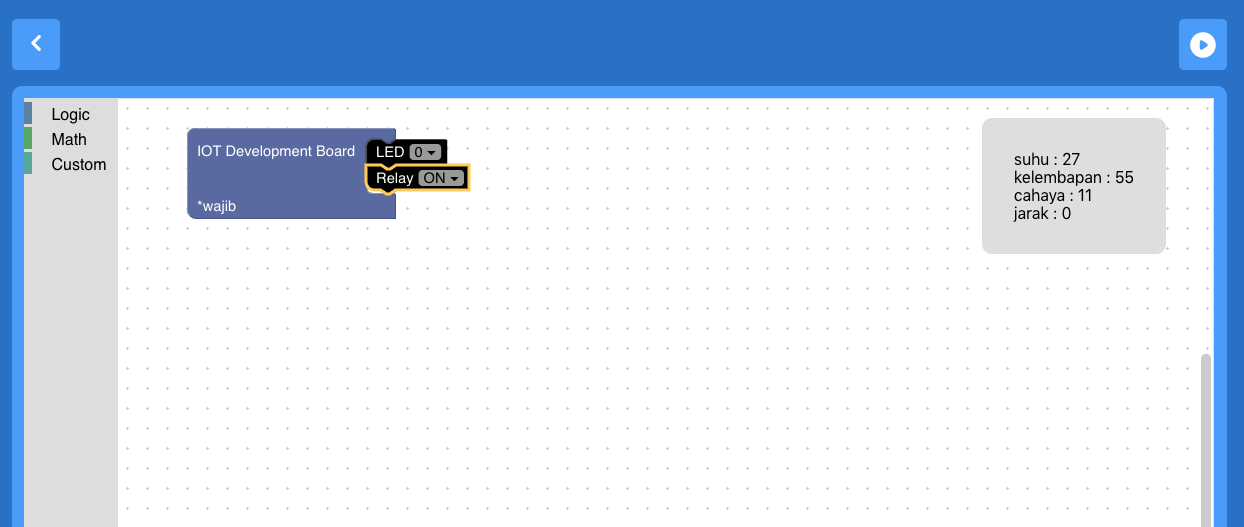 Logic
Math
Custom
IOT Development Board
LED 0
Relay ON
*wajib
suhu : 27
kelembapan : 55
cahaya : 11
jarak : 0